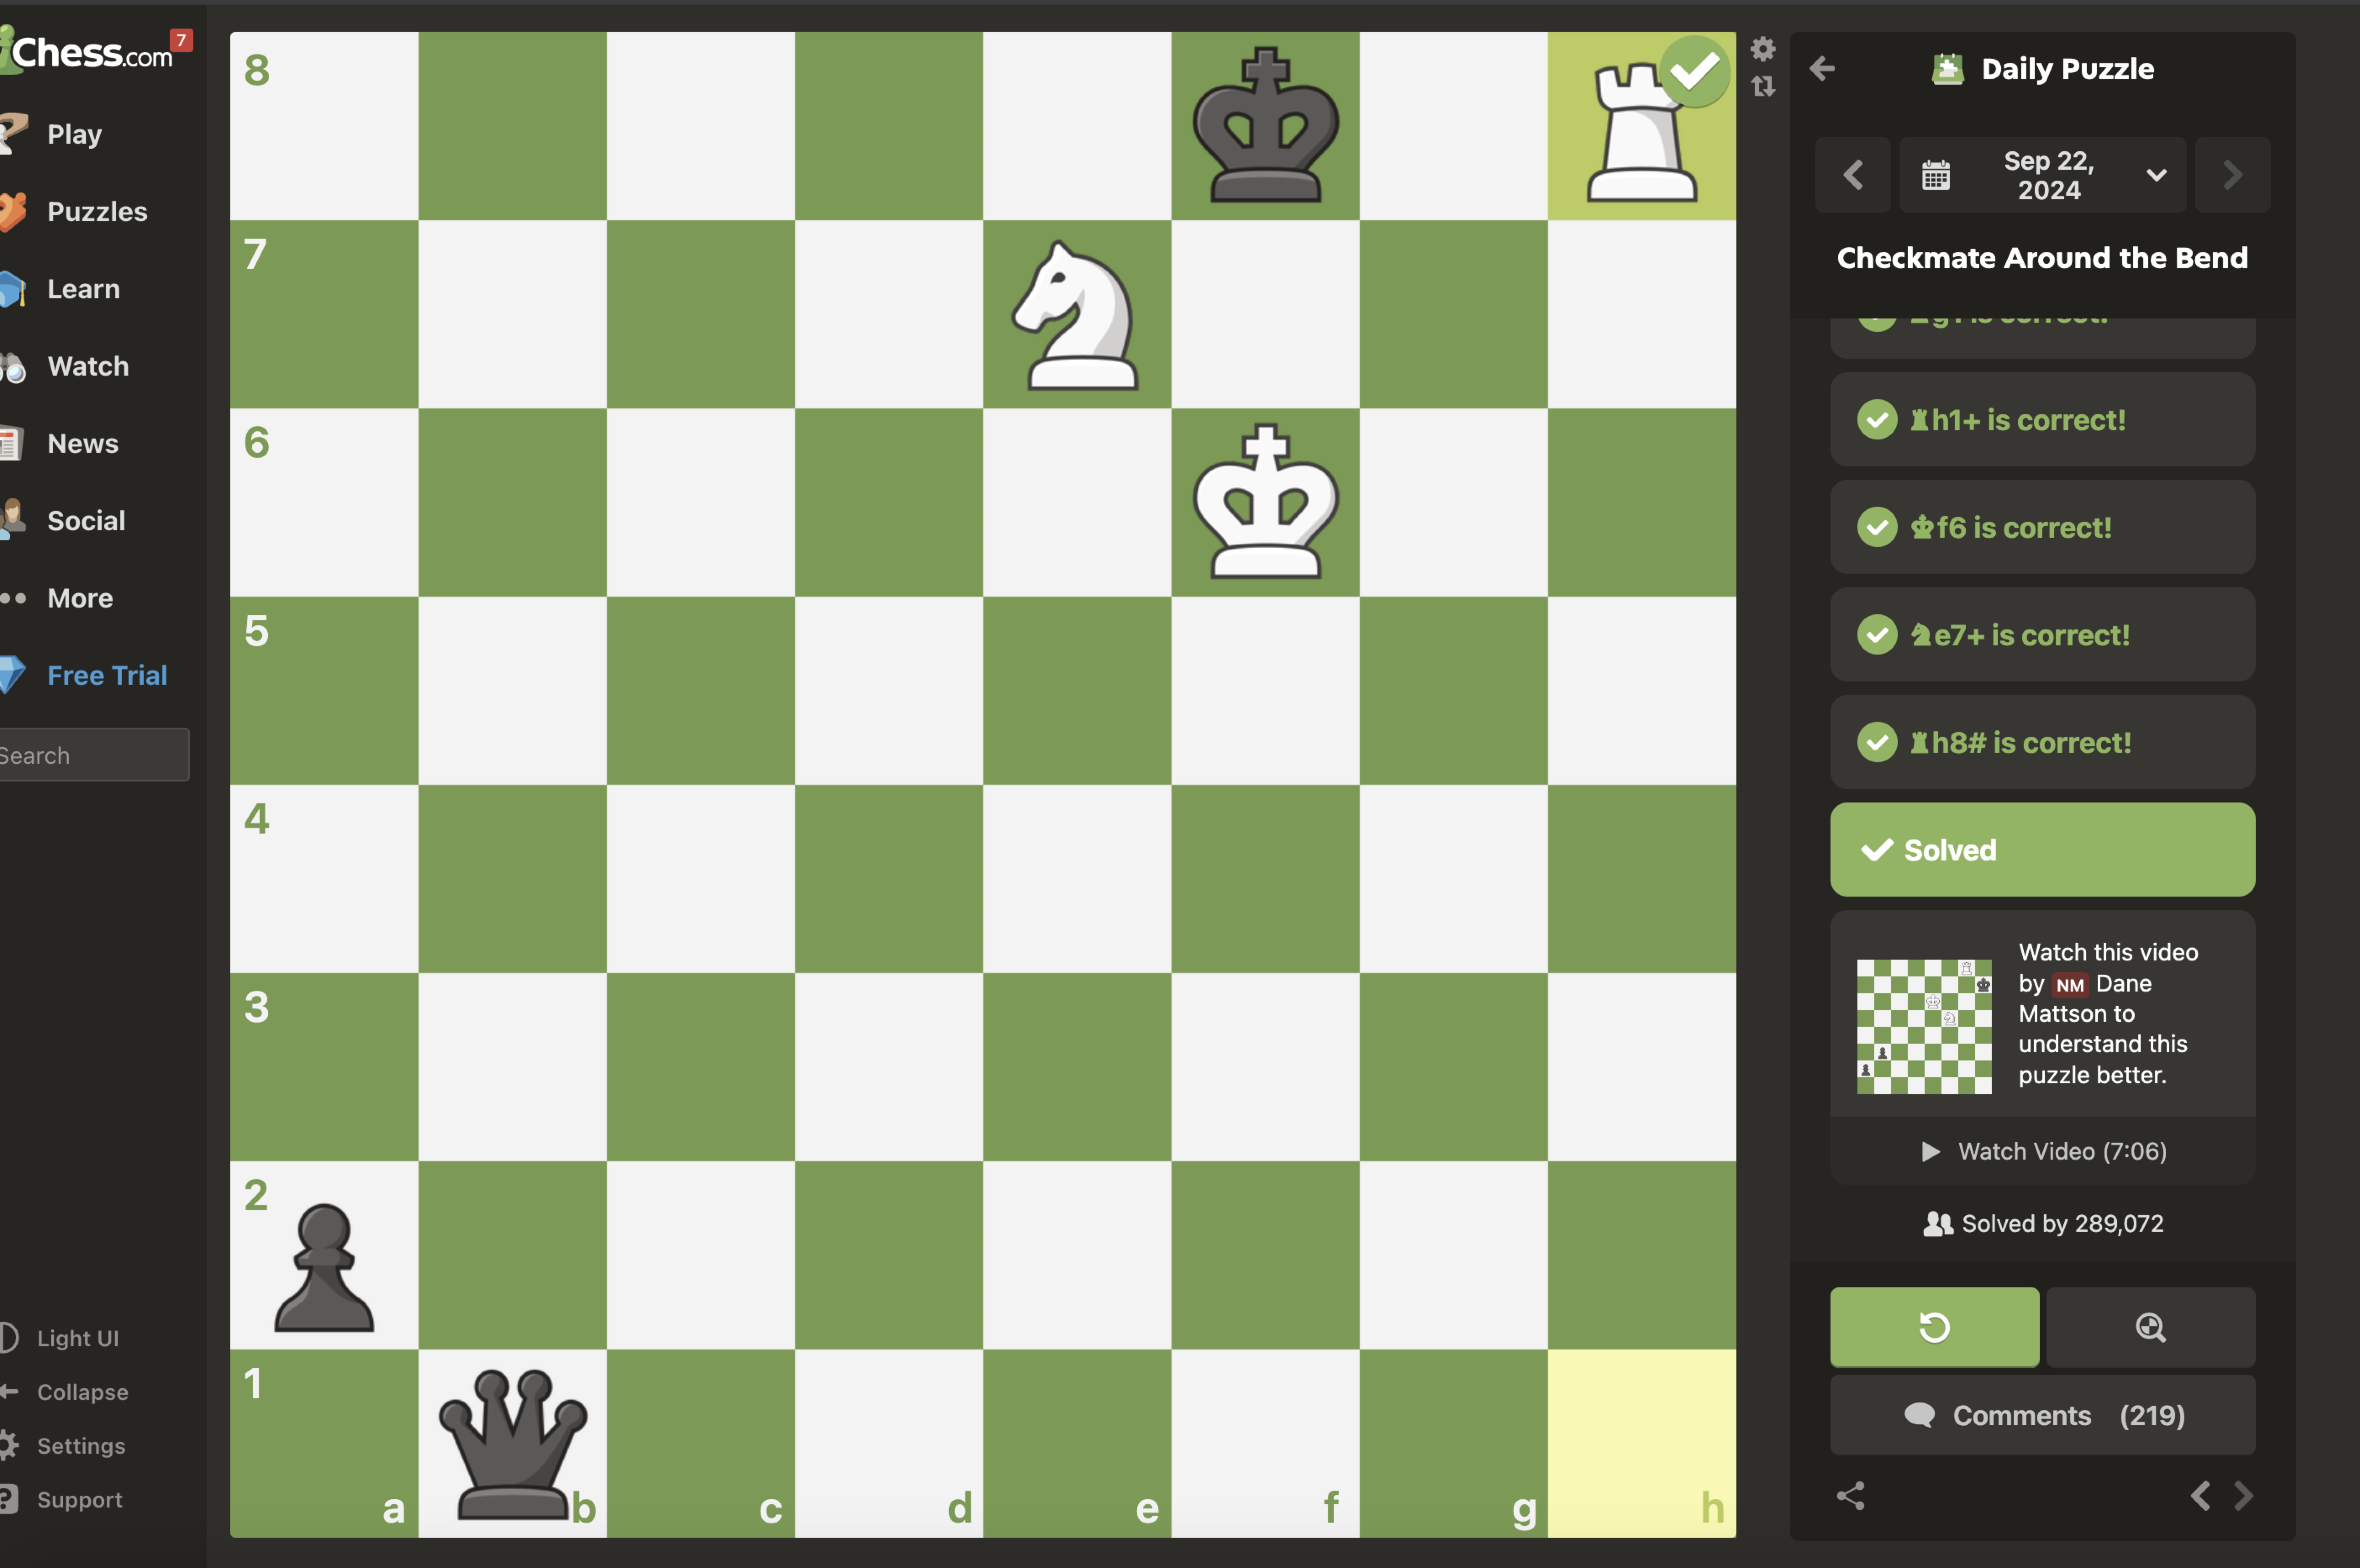 Chess.com
7
Play
Puzzles
Learn
Watch
News
Social
More
Free Trial
Search
Light UI
Collapse
Settings
Support
8
7
6
5
4
3
2
1
a b c d e f g h
Daily Puzzle
Sep 22,
2024
Checkmate Around the Bend
h1+ is correct!
f6 is correct!
e7+ is correct!
h8# is correct!
Solved
Watch this video
by NM Dane
Mattson to
understand this
puzzle better.
Watch Video (7:06)
Solved by 289,072
Comments (219)